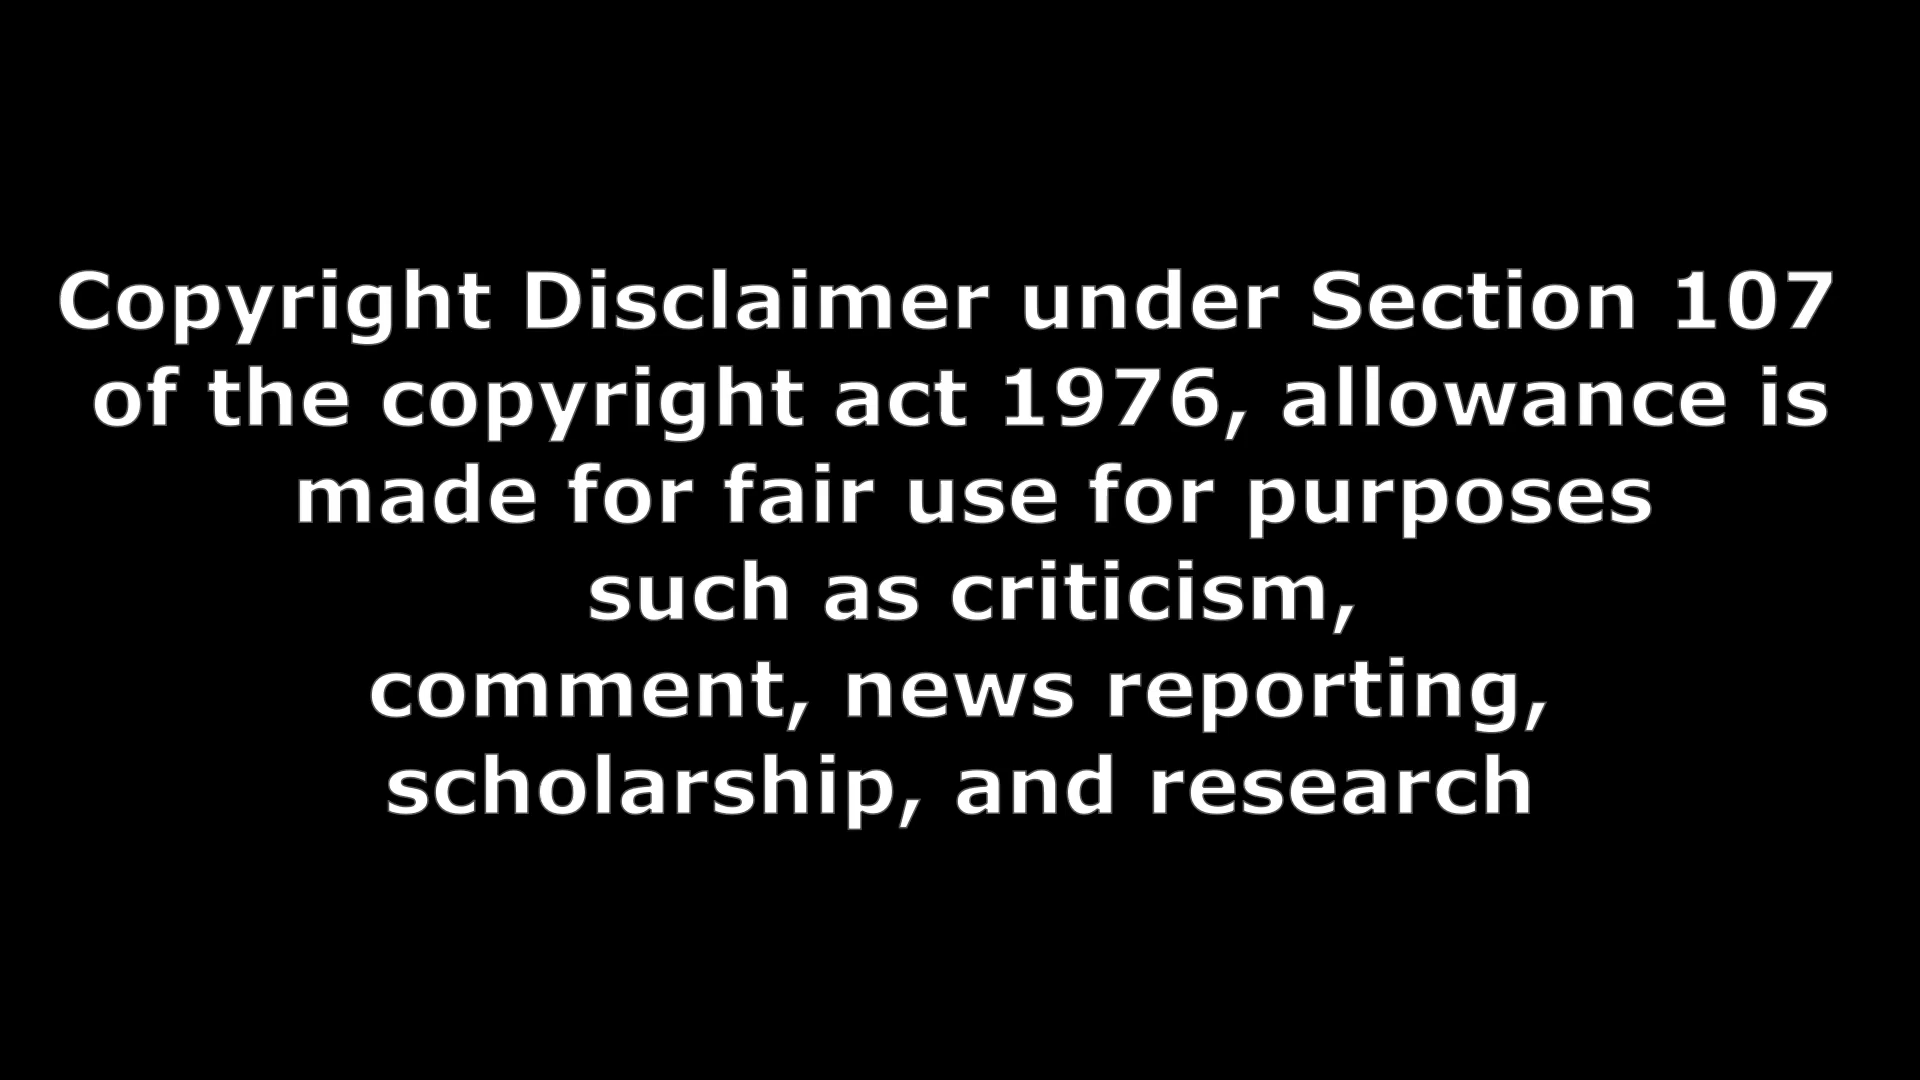 Copyright Disclaimer under Section 107
of the copyright act 1976, allowance is
made for fair use for purposes
such as criticism,
comment, news reporting,
scholarship, and research